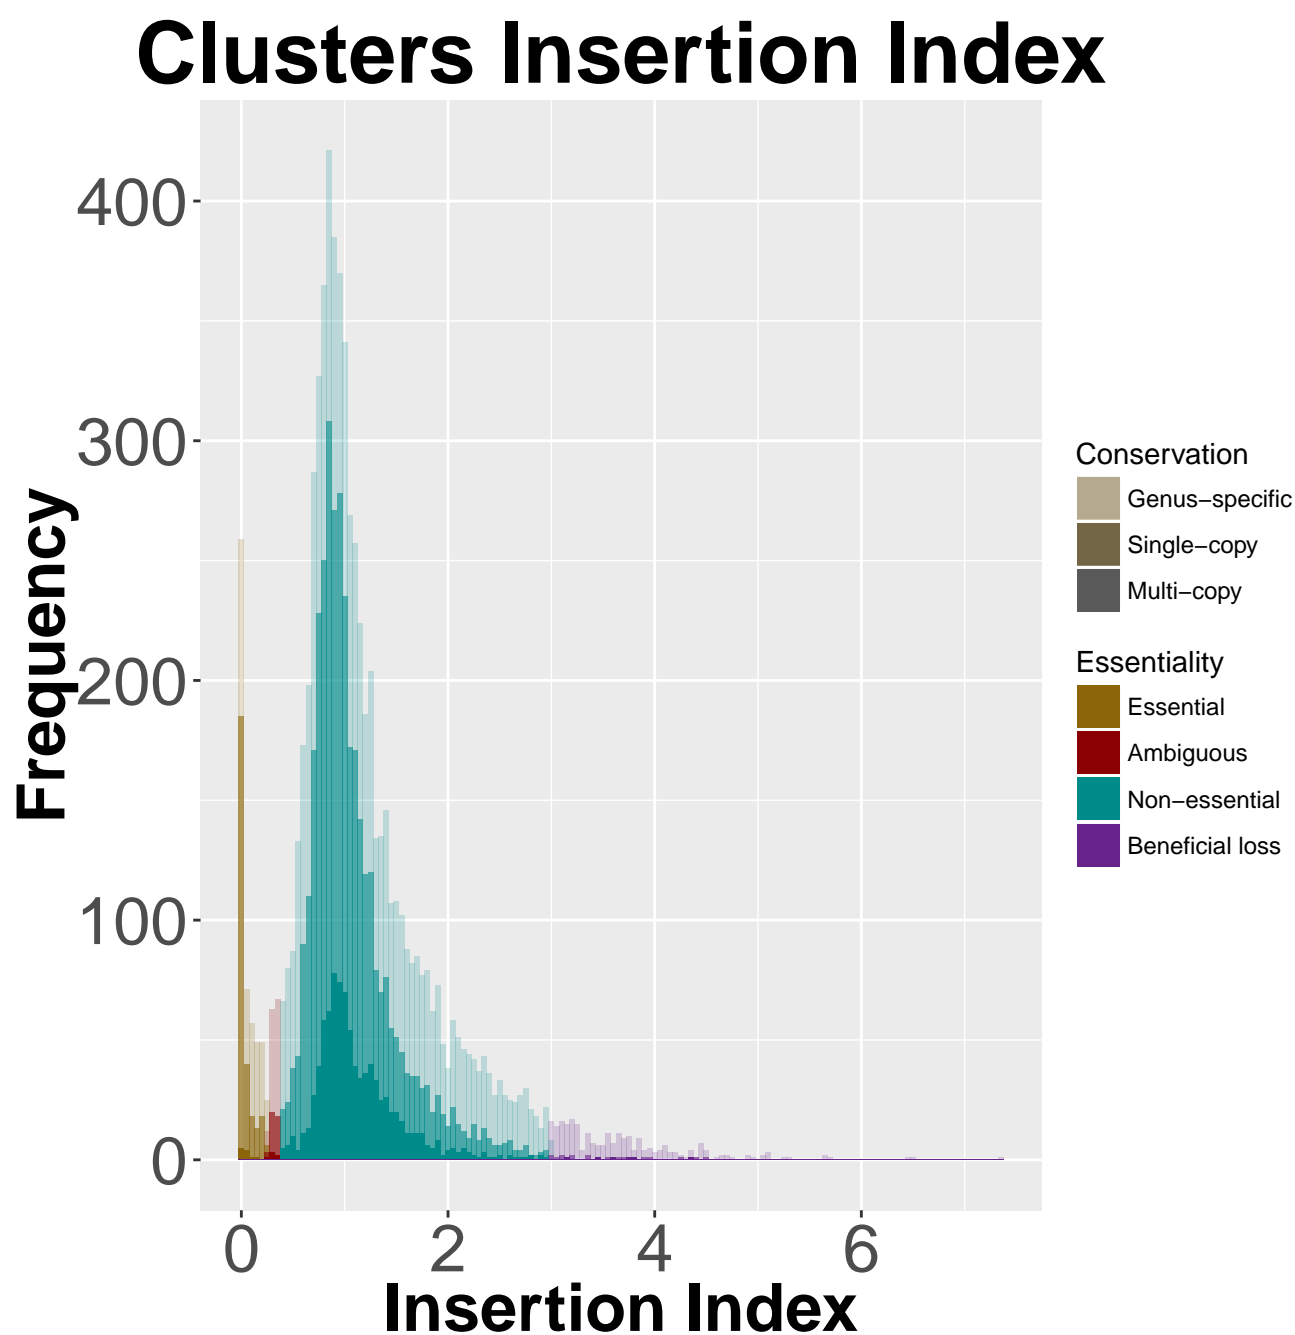 Clusters Insertion Index
400
300
200
100
0
Frequency
0 2 4 6
Insertion Index
Conservation
Genus−specific
Single−copy
Multi−copy
Essentiality
Essential
Ambiguous
Non−essential
Beneficial loss